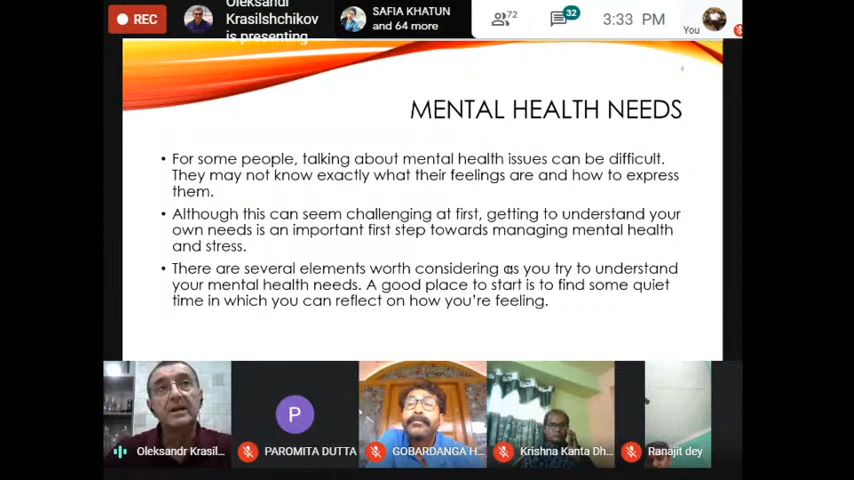 REC
Oleksandr
Krasilshchikov
is presenting
SAFIA KHATUN
and 64 more
72
32
3:33 PM
You
4
MENTAL HEALTH NEEDS
• For some people, talking about mental health issues can be difficult.
They may not know exactly what their feelings are and how to express
them.
• Although this can seem challenging at first, getting to understand your
own needs is an important first step towards managing mental health
and stress.
• There are several elements worth considering as you try to understand
your mental health needs. A good place to start is to find some quiet
time in which you can reflect on how you're feeling.
P
Oleksandr Krasil...
PAROMITA DUTTA
GOBARDANGA H...
Krishna Kanta Dh...
Ranajit dey